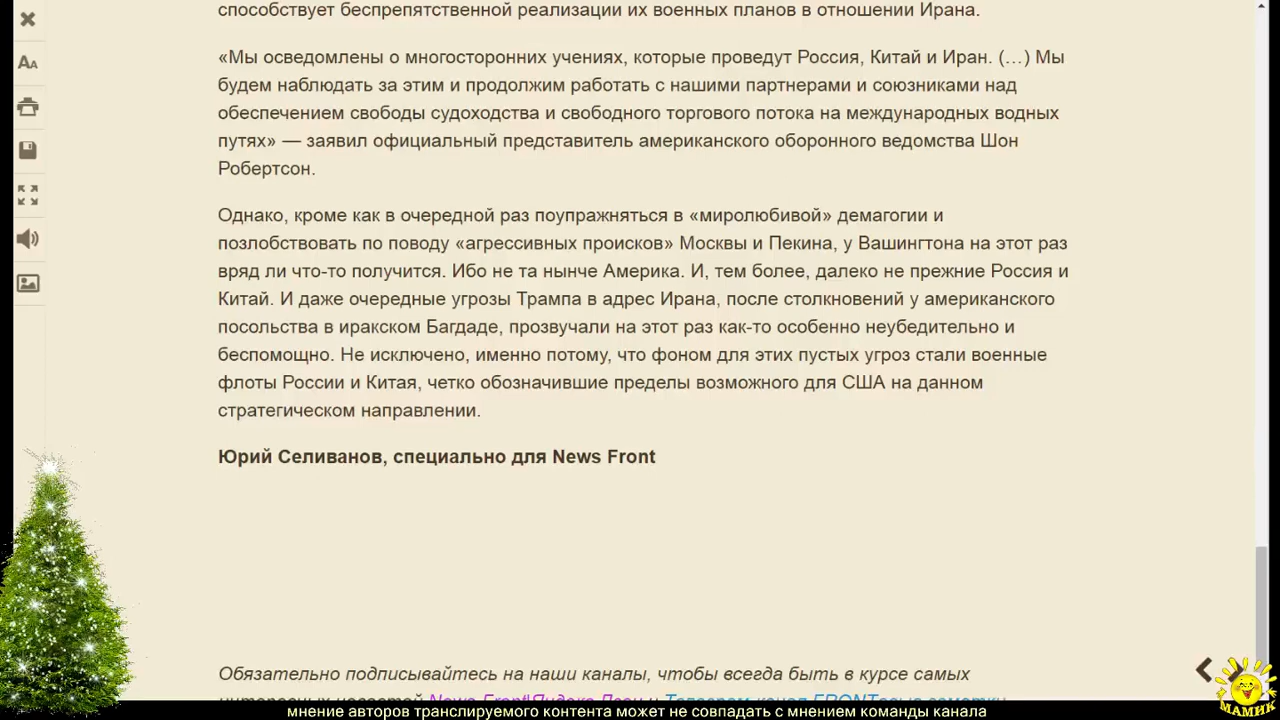 способствует беспрепятственной реализации их военных планов в отношении Ирана.
«Мы осведомлены о многосторонних учениях, которые проведут Россия, Китай и Иран. (…) Мы
будем наблюдать за этим и продолжим работать с нашими партнерами и союзниками над
обеспечением свободы судоходства и свободного торгового потока на международных водных
путях» — заявил официальный представитель американского оборонного ведомства Шон
Робертсон.
Однако, кроме как в очередной раз поупражняться в «миролюбивой» демагогии и
позлобствовать по поводу «агрессивных происков» Москвы и Пекина, у Вашингтона на этот раз
вряд ли что-то получится. Ибо не та нынче Америка. И, тем более, далеко не прежние Россия и
Китай. И даже очередные угрозы Трампа в адрес Ирана, после столкновений у американского
посольства в иракском Багдаде, прозвучали на этот раз как-то особенно неубедительно и
беспомощно. Не исключено, именно потому, что фоном для этих пустых угроз стали военные
флоты России и Китая, четко обозначившие пределы возможного для США на данном
стратегическом направлении.
Юрий Селиванов, специально для News Front
Обязательно подписывайтесь на наши каналы, чтобы всегда быть в курсе самых
мнение авторов транслируемого контента может не совпадать с мнением команды канала
AA
МАМИК